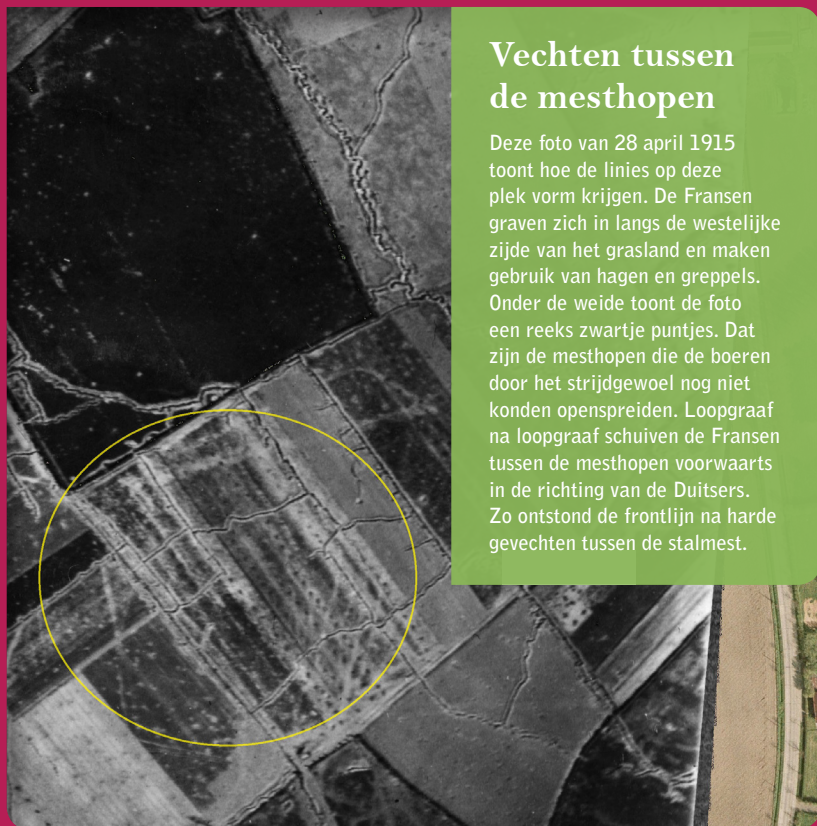 Vechten tussen
de mesthopen
Deze foto van 28 april 1915
toont hoe de linies op deze
plek vorm krijgen. De Fransen
graven zich in langs de westelijke
zijde van het grasland en maken
gebruik van hagen en greppels.
Onder de weide toont de foto
een reeks zwartje puntjes. Dat
zijn de mesthopen die de boeren
door het strijdgewoel nog niet
konden openspreiden. Loopgraaf
na loopgraaf schuiven de Fransen
tussen de mesthopen voorwaarts
in de richting van de Duitsers.
Zo ontstond de frontlijn na harde
gevechten tussen de stalmest.